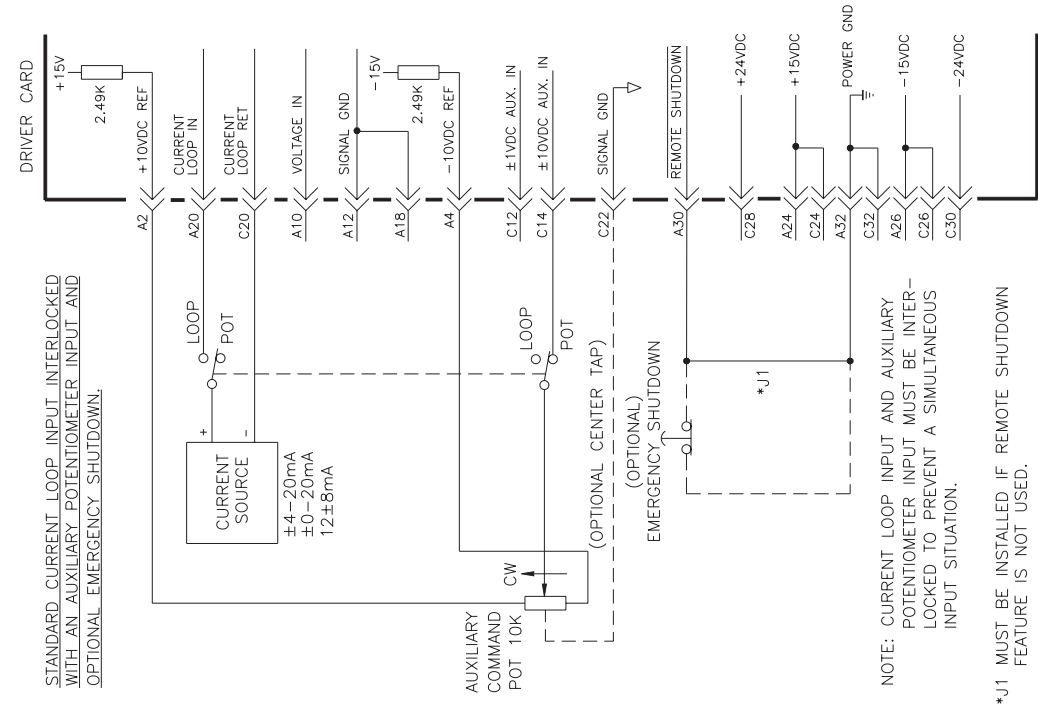 STANDARD CURRENT LOOP INPUT INTERLOCKED
WITH AN AUXILIARY POTENTIOMETER INPUT AND
OPTIONAL EMERGENCY SHUTDOWN.
DRIVER CARD
+15V
2.49K
A2
+10VDC REF
A20
CURRENT
LOOP IN
C20
CURRENT
LOOP RET
A10
VOLTAGE IN
A12
SIGNAL GND
A18
-15V
2.49K
A4
-10VDC REF
C12
±1VDC AUX. IN
C14
±10VDC AUX. IN
C22
SIGNAL GND
A30
REMOTE SHUTDOWN
C28
+24VDC
A24
+15VDC
C24
A32
POWER GND
C32
A26
-15VDC
C26
C30
-24VDC
LOOP
POT
+
-
CURRENT
SOURCE
±4-20mA
±0-20mA
12±8mA
LOOP
POT
CW
AUXILIARY
COMMAND
POT 10K
(OPTIONAL CENTER TAP)
(OPTIONAL)
EMERGENCY SHUTDOWN
*J1
NOTE: CURRENT LOOP INPUT AND AUXILIARY
POTENTIOMETER INPUT MUST BE INTER-
LOCKED TO PREVENT A SIMULTANEOUS
INPUT SITUATION.
*J1 MUST BE INSTALLED IF REMOTE SHUTDOWN
FEATURE IS NOT USED.